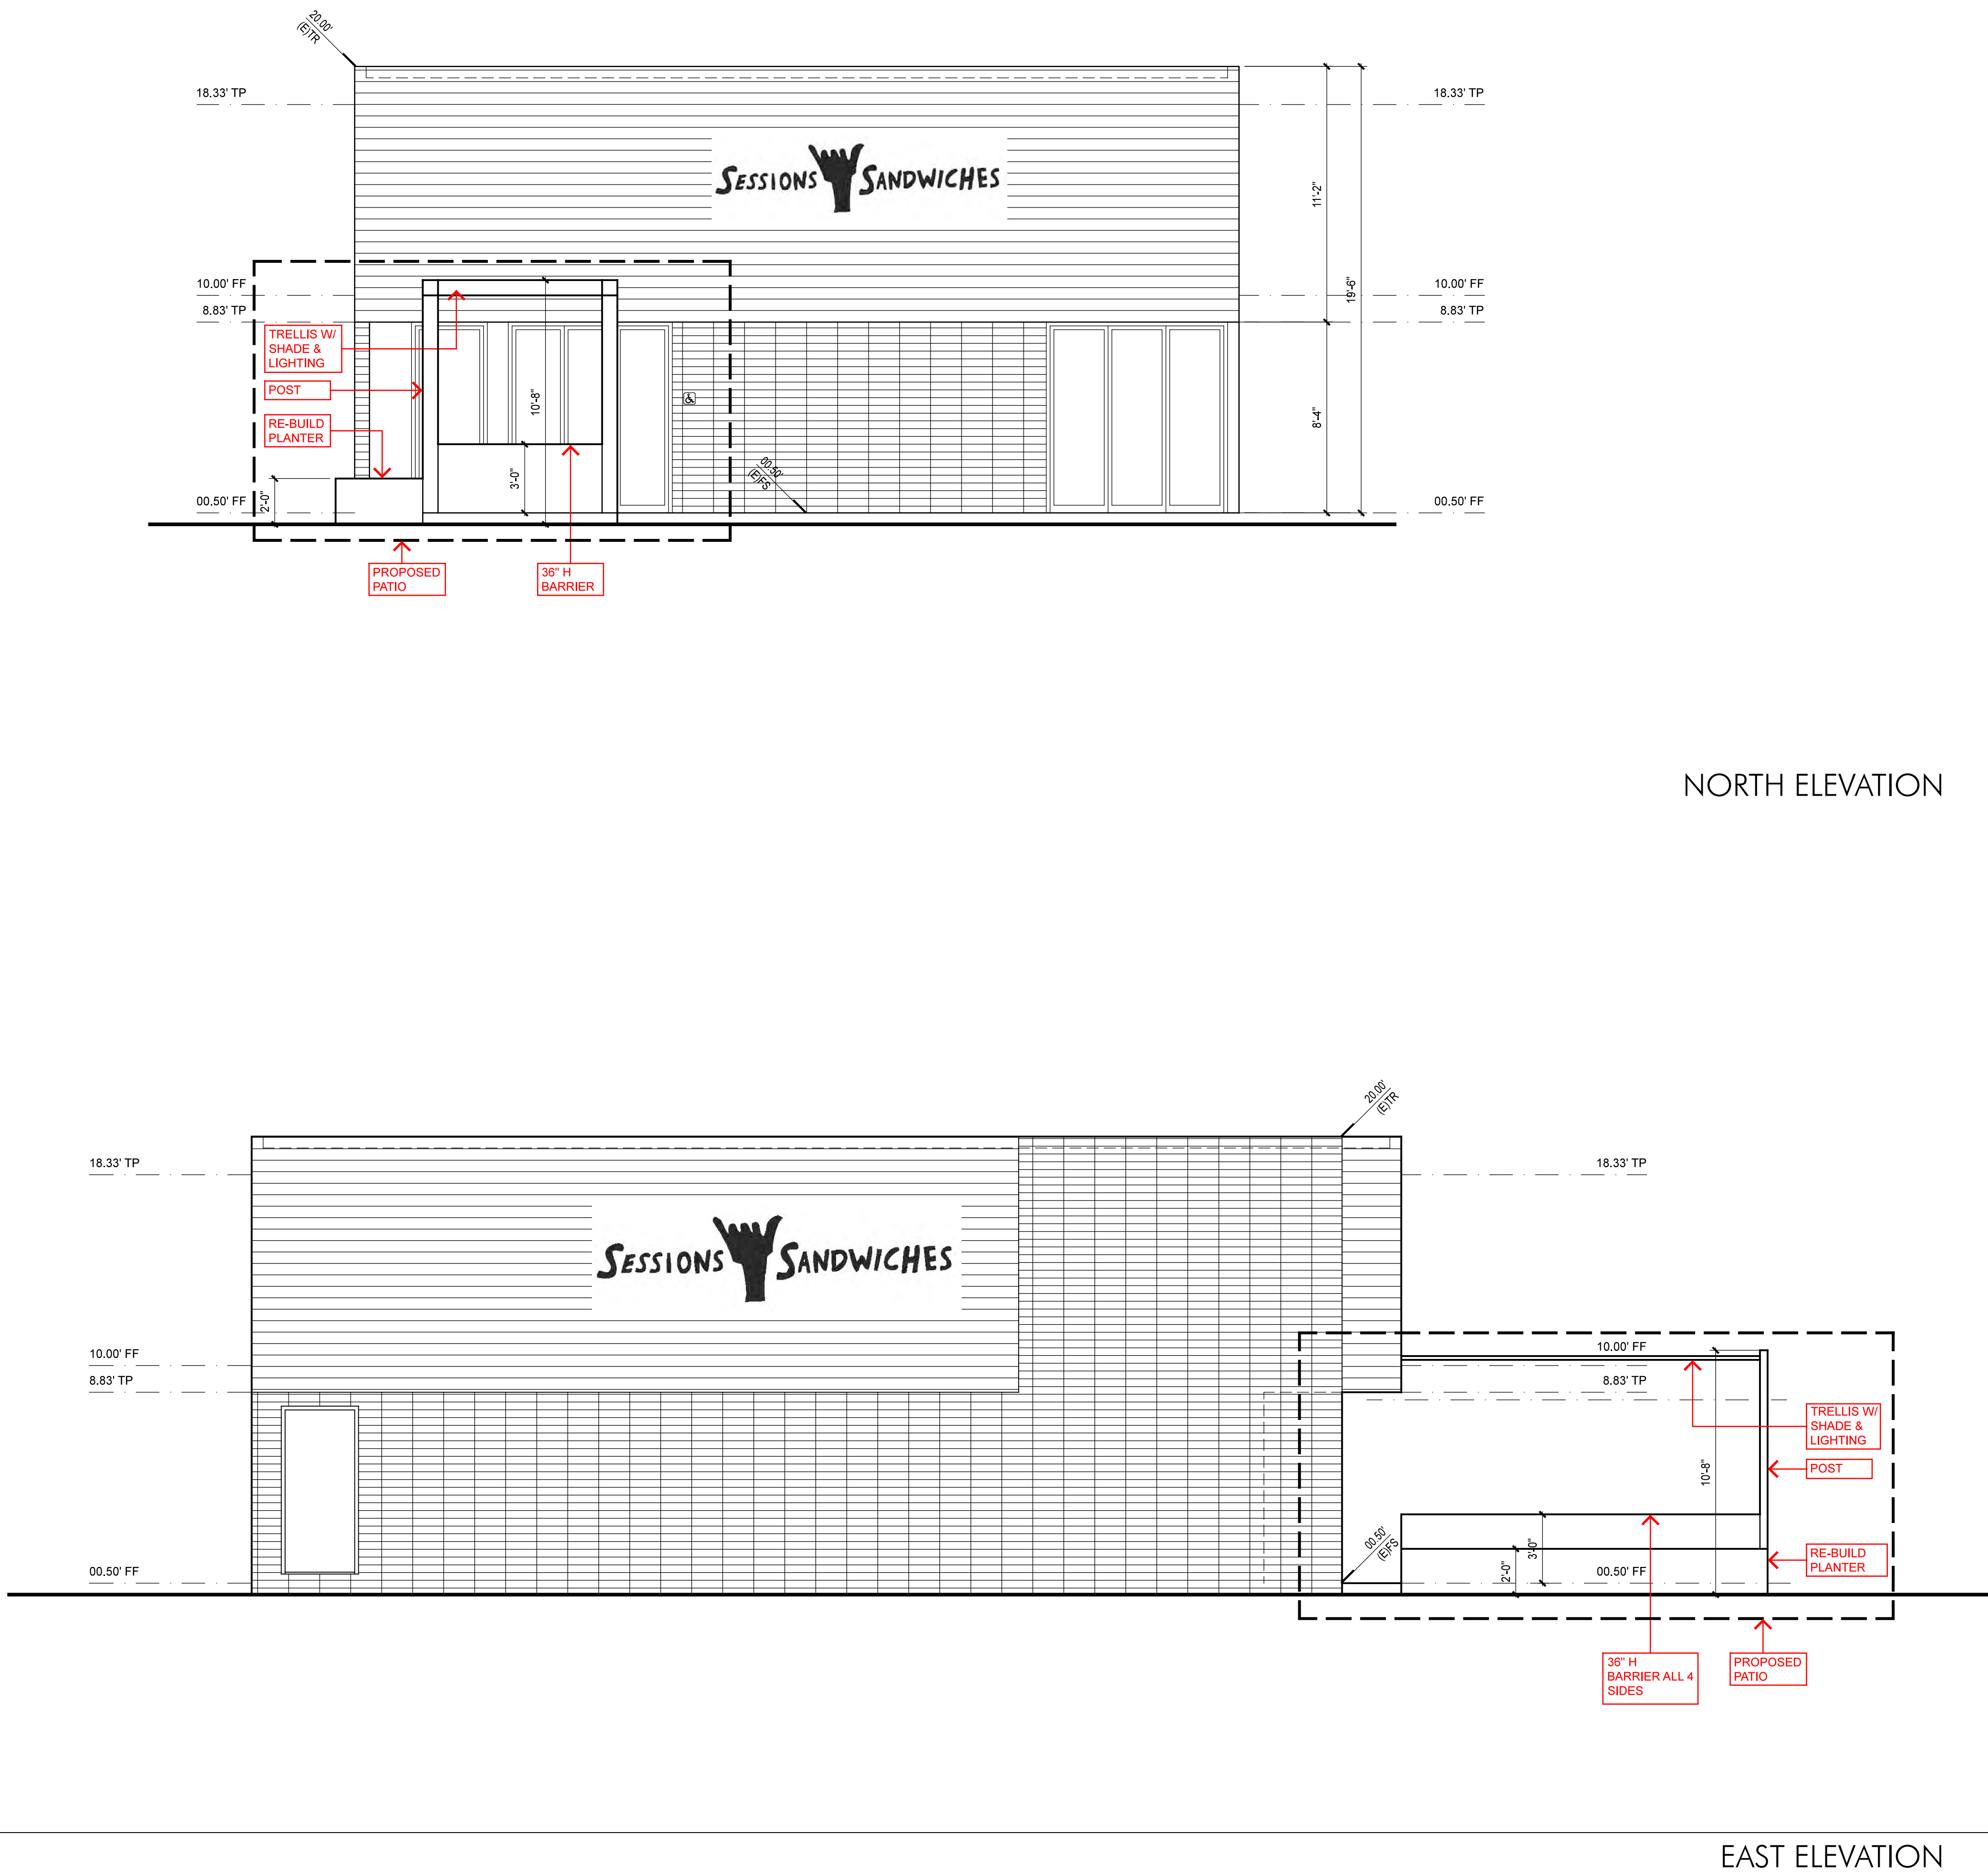 20.00'
(E)TR
18.33' TP
18.33' TP
SESSIONS SANDWICHES
11'-2"
19'-6"
10.00' FF
10.00' FF
8.83' TP
8.83' TP
TRELLIS W/
SHADE &
LIGHTING
POST
RE-BUILD
PLANTER
10'-8"
8'-4"
3'-0"
2'-0"
00.50'
(E)FS
00.50' FF
00.50' FF
PROPOSED
PATIO
36" H
BARRIER
NORTH ELEVATION
20.00'
(E)TR
18.33' TP
18.33' TP
SESSIONS SANDWICHES
10.00' FF
10.00' FF
8.83' TP
8.83' TP
TRELLIS W/
SHADE &
LIGHTING
POST
10'-8"
00.50'
(E)FS
3'-0"
2'-0"
RE-BUILD
PLANTER
00.50' FF
00.50' FF
36" H
BARRIER ALL 4
SIDES
PROPOSED
PATIO
EAST ELEVATION